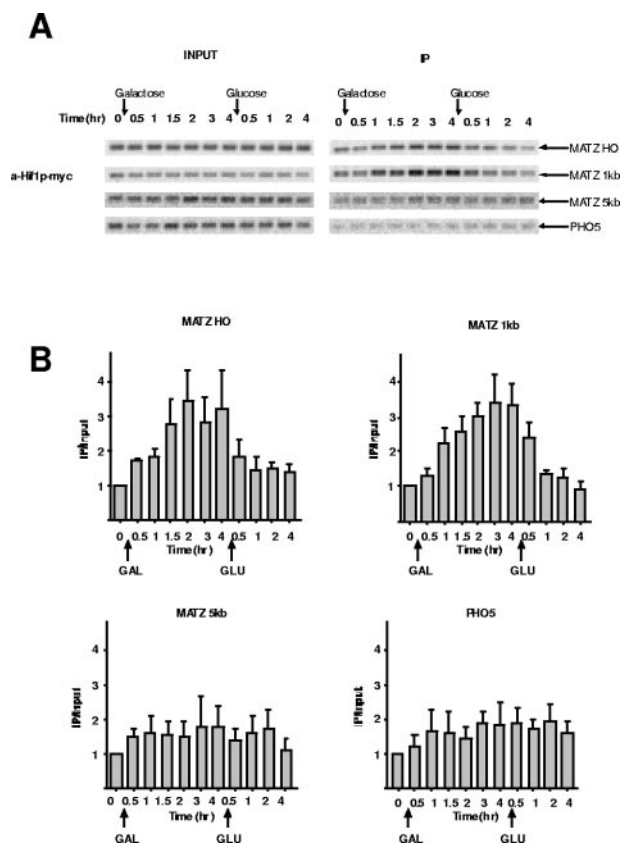 A
INPUT IP
Galactose Glucose Galactose Glucose
Time(hr) 0 0.5 1 1.5 2 3 4 0.5 1 2 4 0 0.5 1 1.5 2 3 4 0.5 1 2 4
MATZ HO
a-Hif1p-myc MATZ 1kb
MATZ 5kb
PHO5
B
MATZ HO MATZ 1kb
IP/Input IP/Input
4 4
3 3
2 2
1 1
0 0.5 1 1.5 2 3 4 0.5 1 2 4 0 0.5 1 1.5 2 3 4 0.5 1 2 4
Time(hr) Time(hr)
GAL GLU GAL GLU
MATZ 5kb PHO5
IP/Input IP/Input
4 4
3 3
2 2
1 1
0 0.5 1 1.5 2 3 4 0.5 1 2 4 0 0.5 1 1.5 2 3 4 0.5 1 2 4
Time(hr) Time(hr)
GAL GLU GAL GLU